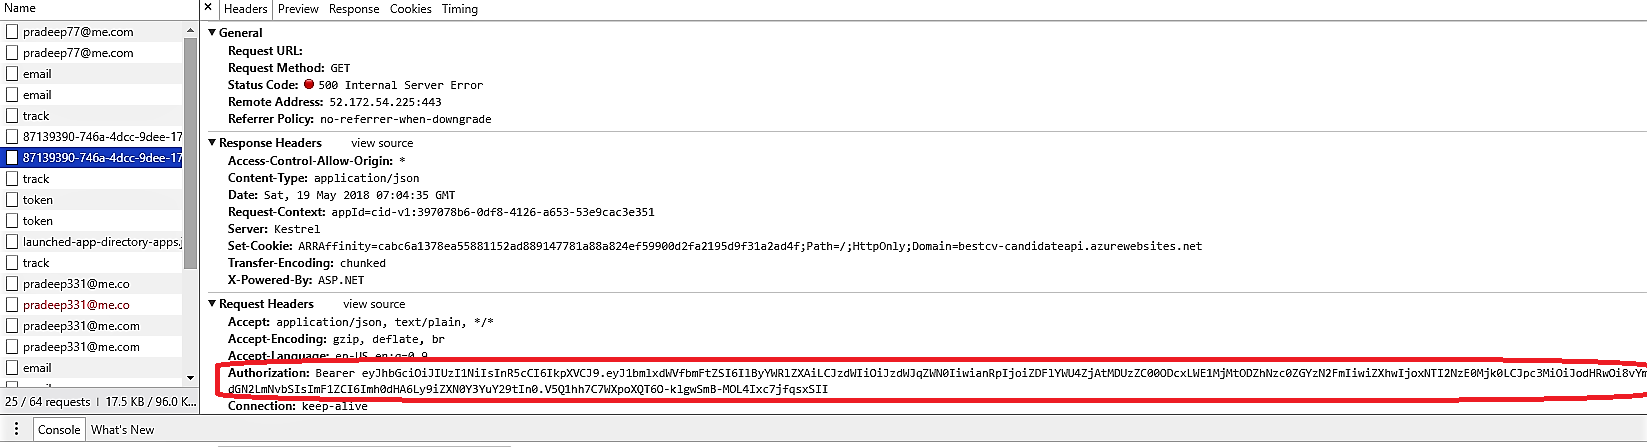 Name
pradeep77@me.com
pradeep77@me.com
email
email
track
87139390-746a-4dcc-9dee-17
87139390-746a-4dcc-9dee-17
track
token
token
launched-app-directory-apps.j
track
pradeep331@me.co
pradeep331@me.co
pradeep331@me.com
pradeep331@me.com
email
email
25 / 64 requests | 17.5 KB / 96.0 K...
× Headers Preview Response Cookies Timing
▼ General
Request URL:
Request Method: GET
Status Code: 500 Internal Server Error
Remote Address: 52.172.54.225:443
Referrer Policy: no-referrer-when-downgrade
▼ Response Headers view source
Access-Control-Allow-Origin: *
Content-Type: application/json
Date: Sat, 19 May 2018 07:04:35 GMT
Request-Context: appId=cid-v1:397078b6-0df8-4126-a653-53e9cac3e351
Server: Kestrel
Set-Cookie: ARRAffinity=cabc6a1378ea55881152ad889147781a88a824ef59900d2fa2195d9f31a2ad4f;Path=/;HttpOnly;Domain=bestcv-candidateapi.azurewebsites.net
Transfer-Encoding: chunked
X-Powered-By: ASP.NET
▼ Request Headers view source
Accept: application/json, text/plain, */*
Accept-Encoding: gzip, deflate, br
Accept-Language: en-US,en;q=0.9
Authorization: Bearer
Connection: keep-alive
Console What's New